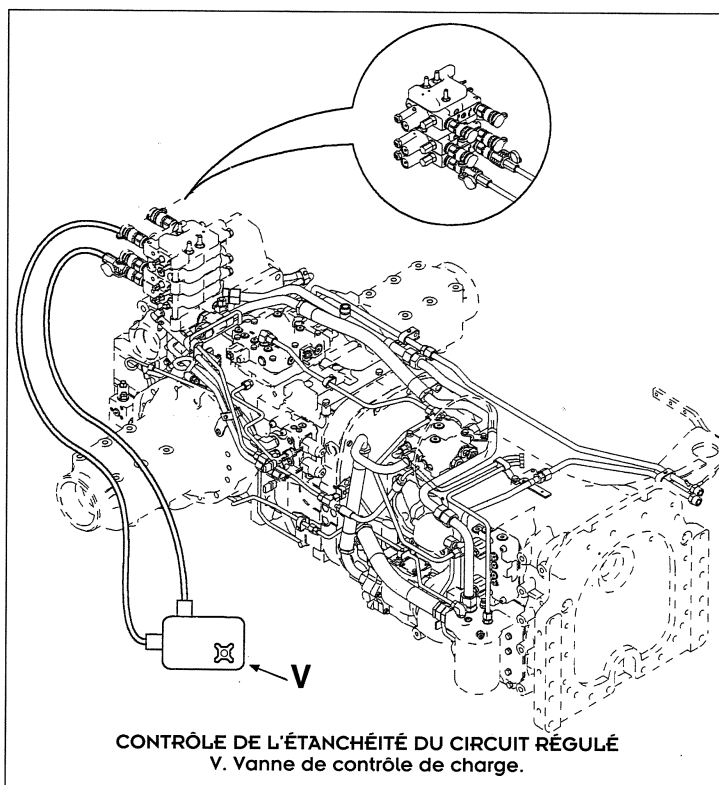 V
CONTRÔLE DE L'ÉTANCHÉITÉ DU CIRCUIT RÉGULÉ
V. Vanne de contrôle de charge.